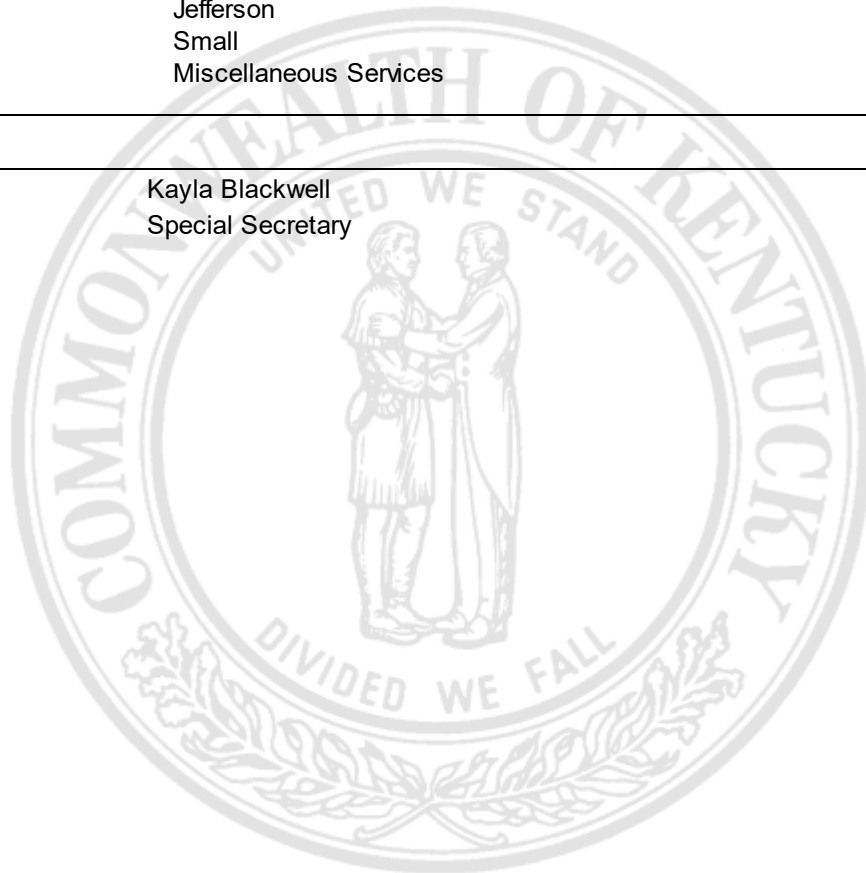 Jefferson
Small
Miscellaneous Services
Kayla Blackwell
Special Secretary
COMMONWEALTH OF KENTUCKY
UNITED WE STAND
DIVIDED WE FALL